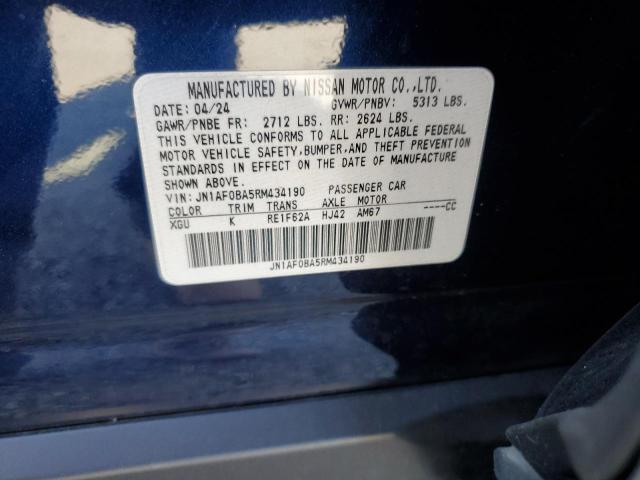 MANUFACTURED BY NISSAN MOTOR CO.,LTD.
DATE: 04/24 GVWR/PNBV: 5313 LBS.
GAWR/PNBE FR: 2712 LBS. RR: 2624 LBS.
THIS VEHICLE CONFORMS TO ALL APPLICABLE FEDERAL
MOTOR VEHICLE SAFETY, BUMPER, AND THEFT PREVENTION
STANDARDS IN EFFECT ON THE DATE OF MANUFACTURE
SHOWN ABOVE.
VIN: JN1AF0BA5RM434190 PASSENGER CAR
COLOR TRIM TRANS AXLE MOTOR
XGU K RE1F62A HJ42 AM67 ----CC
JN1AF0BA5RM434190